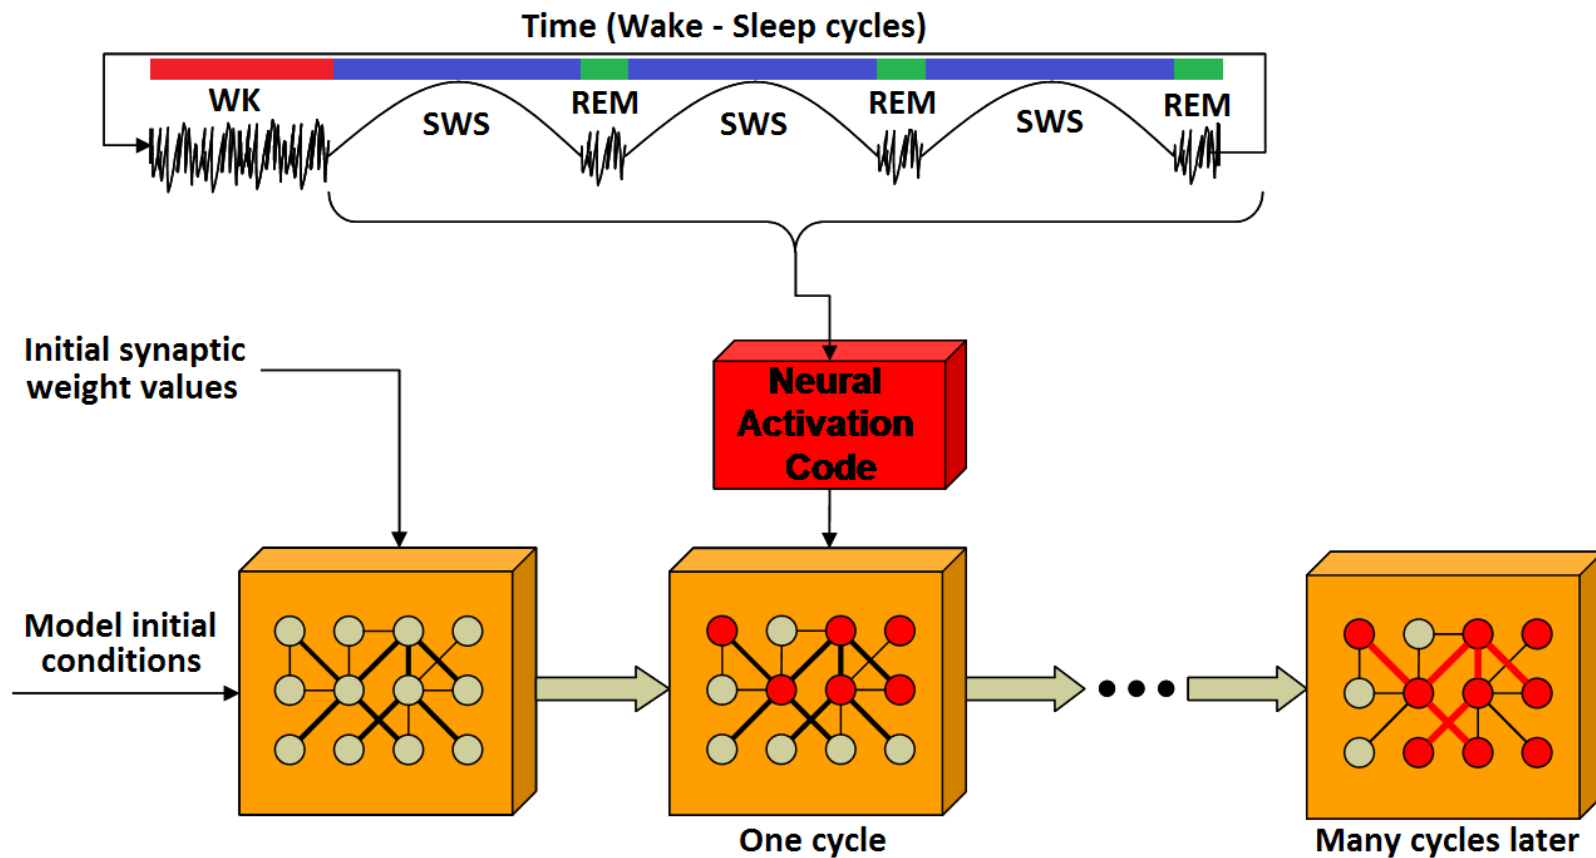 Time (Wake - Sleep cycles)
WK
SWS
REM
SWS
REM
SWS
REM
Initial synaptic
weight values
Neural
Activation
Code
Model initial
conditions
One cycle
Many cycles later